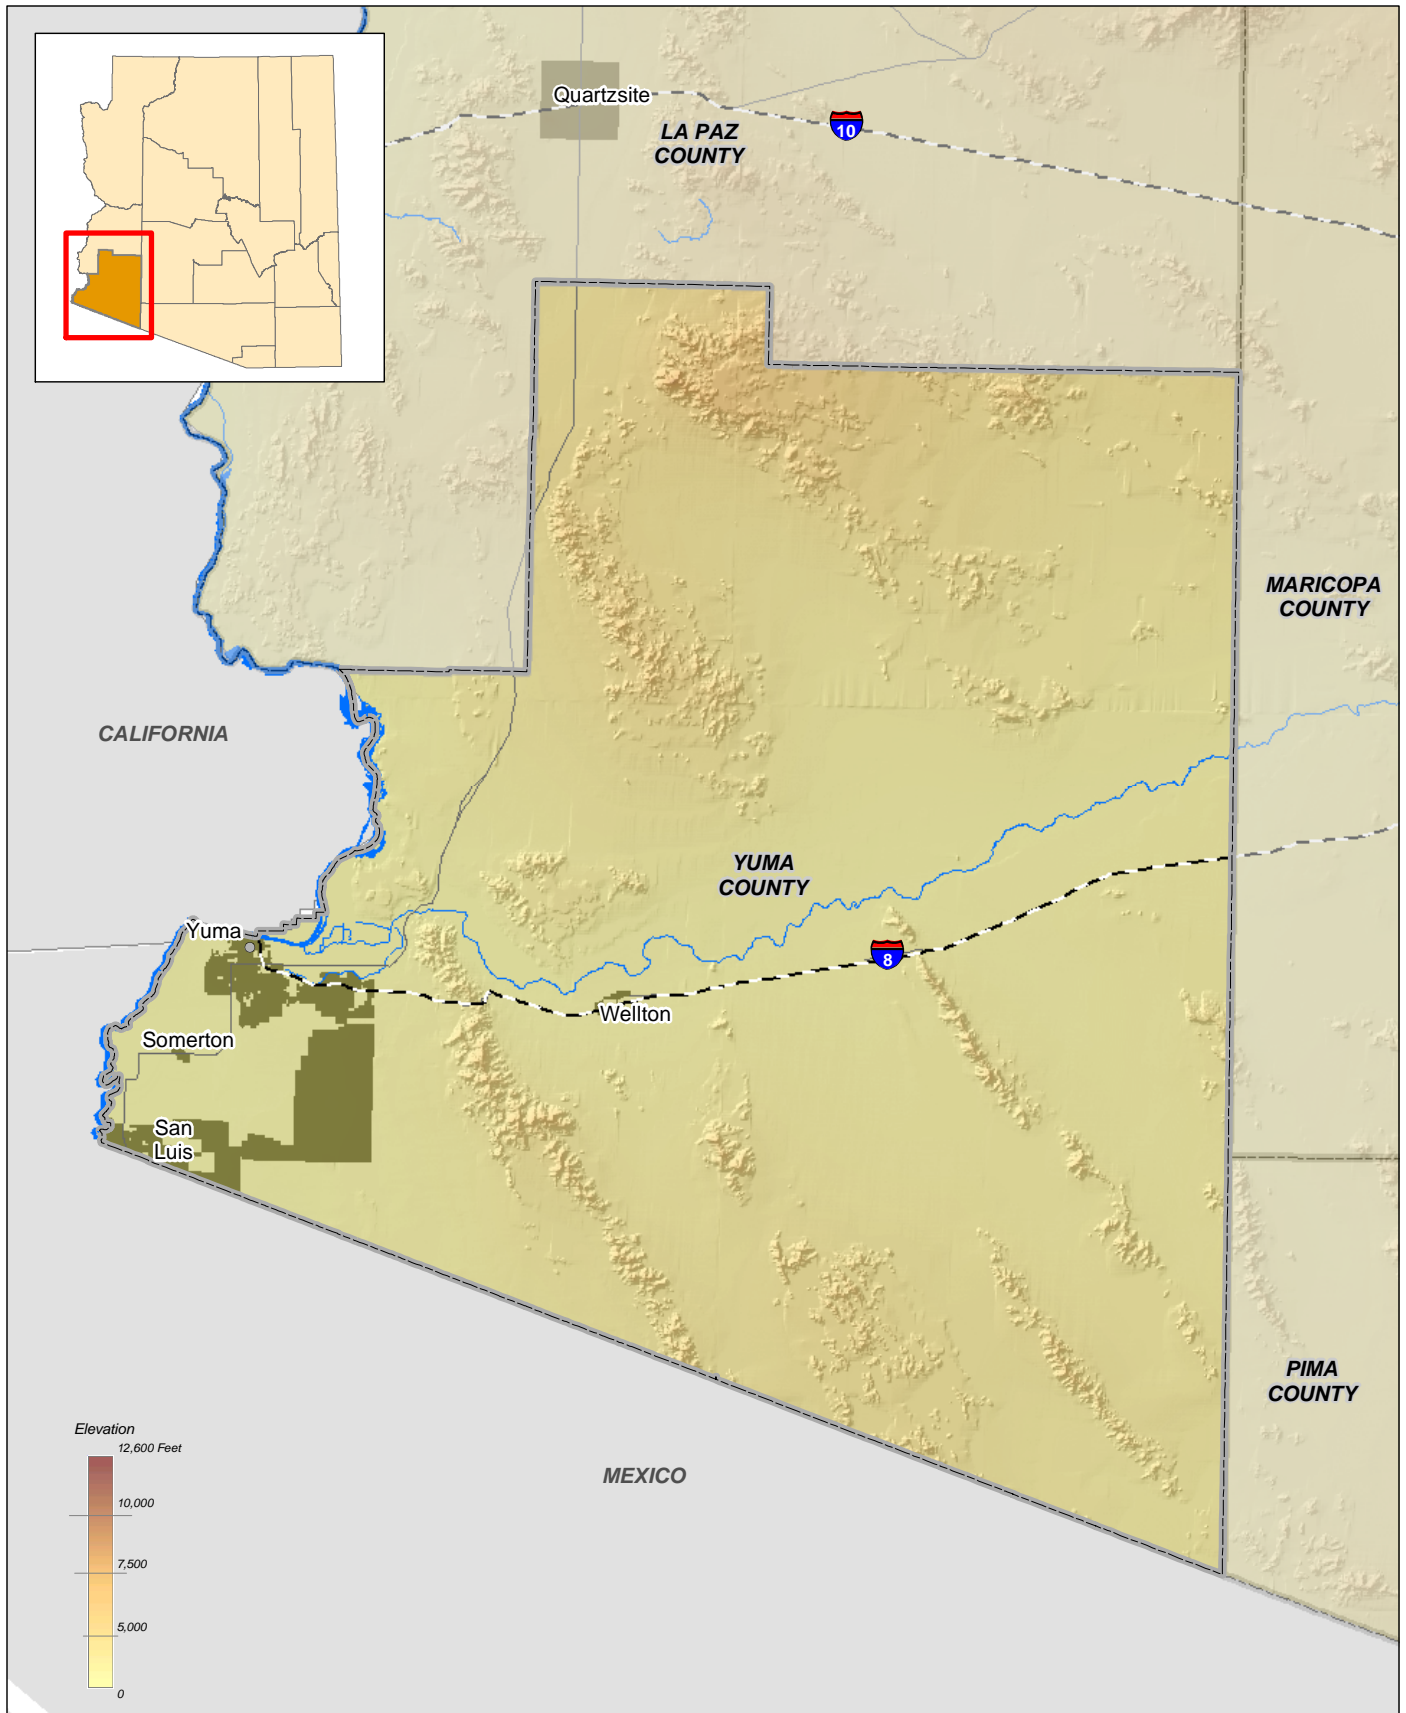 Quartzsite
LA PAZ
COUNTY
10
MARICOPA
COUNTY
CALIFORNIA
YUMA
COUNTY
Yuma
8
Wellton
Somerton
San
Luis
PIMA
COUNTY
MEXICO
Elevation
12,600 Feet
10,000
7,500
5,000
0